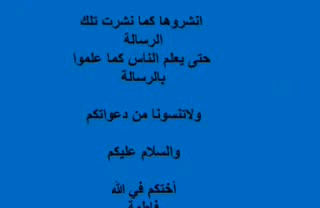 انشروها كما نشرت تلك
الرسالة
حتى يعلم الناس كما علموا
بالرسالة
ولاتنسونا من دعواتكم
والسلام عليكم
أختكم في الله
فاطمة